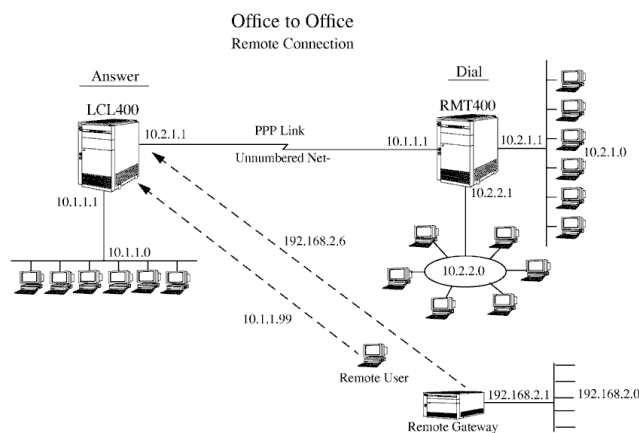 Office to Office
Remote Connection
Answer
Dial
LCL400
RMT400
10.2.1.1
PPP Link
10.1.1.1
10.2.1.1
10.2.1.0
Unnumbered Net-
10.1.1.1
10.2.2.1
10.1.1.0
192.168.2.6
10.2.2.0
10.1.1.99
Remote User
192.168.2.1
192.168.2.0
Remote Gateway